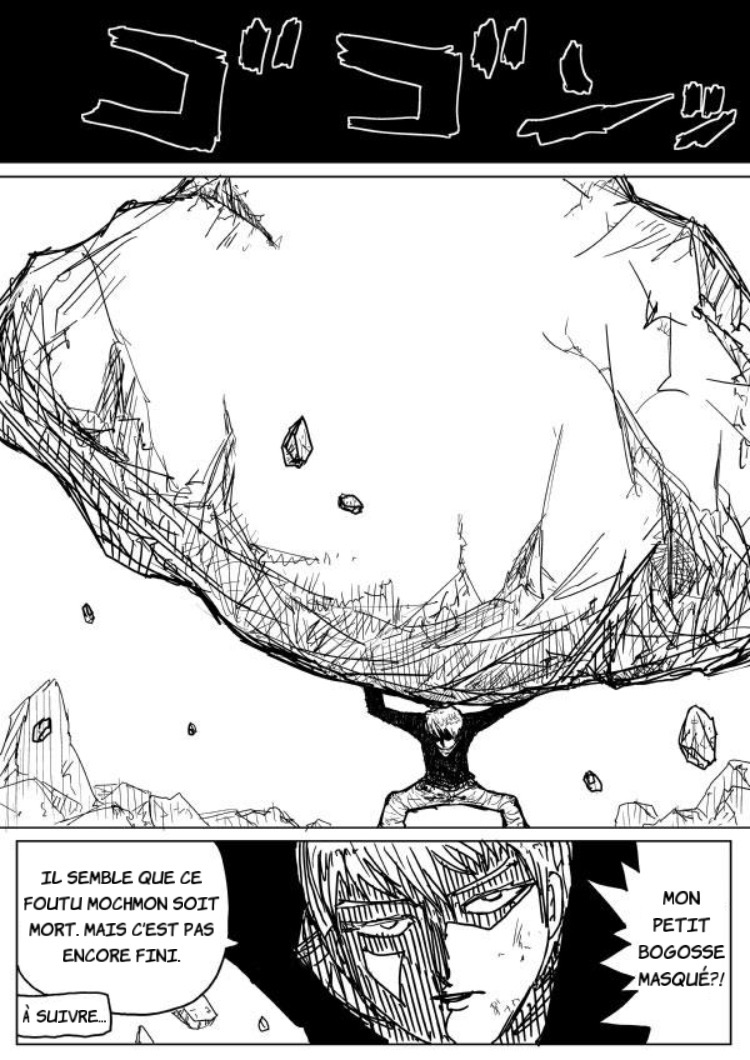 ゴゴンッ
IL SEMBLE QUE CE
FOUTU MOCHMON SOIT
MORT. MAIS C'EST PAS
ENCORE FINI.
MON
PETIT
BOGOSSE
MASQUÉ?!
À SUIVRE...